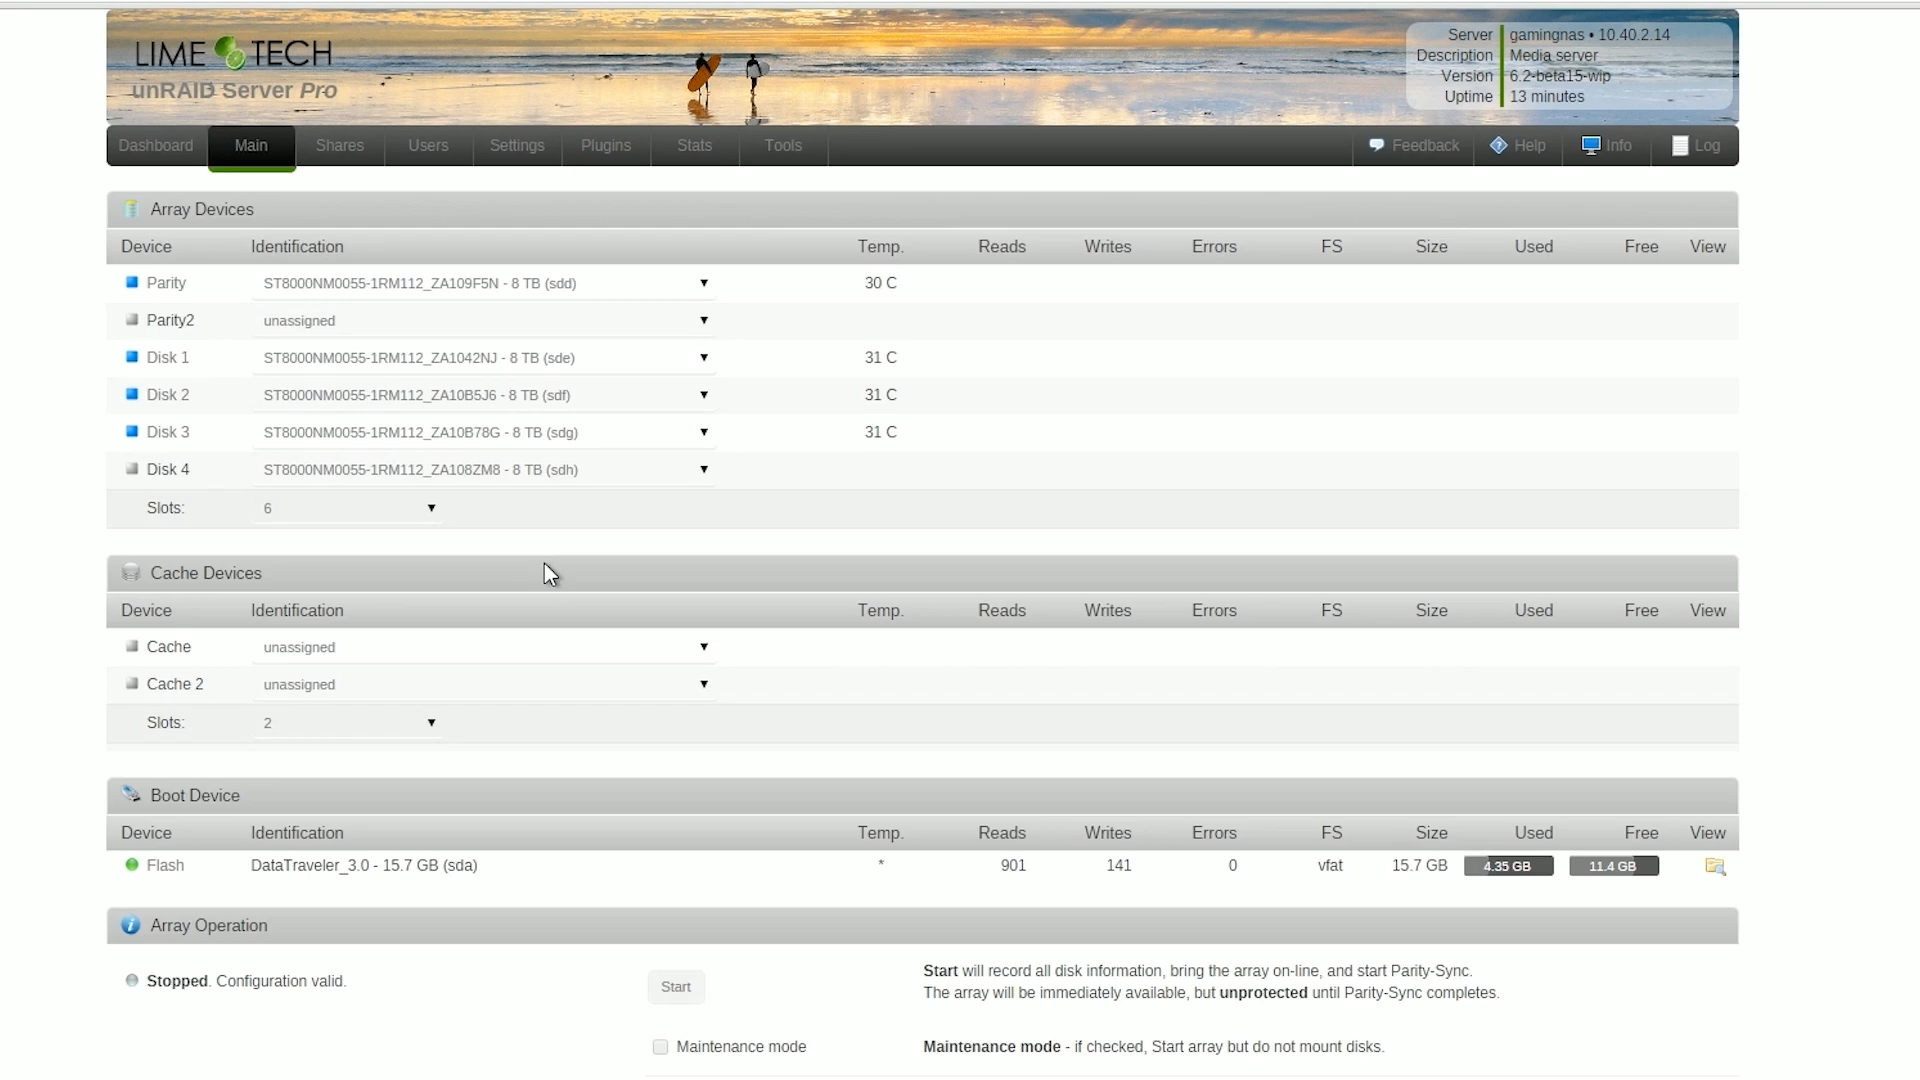 LIME TECH
unRAID Server Pro
Server gamingnas • 10.40.2.14
Description Media server
Version 6.2-beta15-wip
Uptime 13 minutes
Dashboard Main Shares Users Settings Plugins Stats Tools Feedback Help Info Log
Array Devices
Device Identification Temp. Reads Writes Errors FS Size Used Free View
Parity ST8000NM0055-1RM112_ZA109F5N - 8 TB (sdd) 30 C
Parity2 unassigned
Disk 1 ST8000NM0055-1RM112_ZA1042NJ - 8 TB (sde) 31 C
Disk 2 ST8000NM0055-1RM112_ZA10B5J6 - 8 TB (sdf) 31 C
Disk 3 ST8000NM0055-1RM112_ZA10B78G - 8 TB (sdg) 31 C
Disk 4 ST8000NM0055-1RM112_ZA108ZM8 - 8 TB (sdh)
Slots: 6
Cache Devices
Device Identification Temp. Reads Writes Errors FS Size Used Free View
Cache unassigned
Cache 2 unassigned
Slots: 2
Boot Device
Device Identification Temp. Reads Writes Errors FS Size Used Free View
Flash DataTraveler_3.0 - 15.7 GB (sda) * 901 141 0 vfat 15.7 GB 4.35 GB 11.4 GB
Array Operation
Stopped. Configuration valid. Start Start will record all disk information, bring the array on-line, and start Parity-Sync.
The array will be immediately available, but unprotected until Parity-Sync completes.
Maintenance mode Maintenance mode - if checked, Start array but do not mount disks.